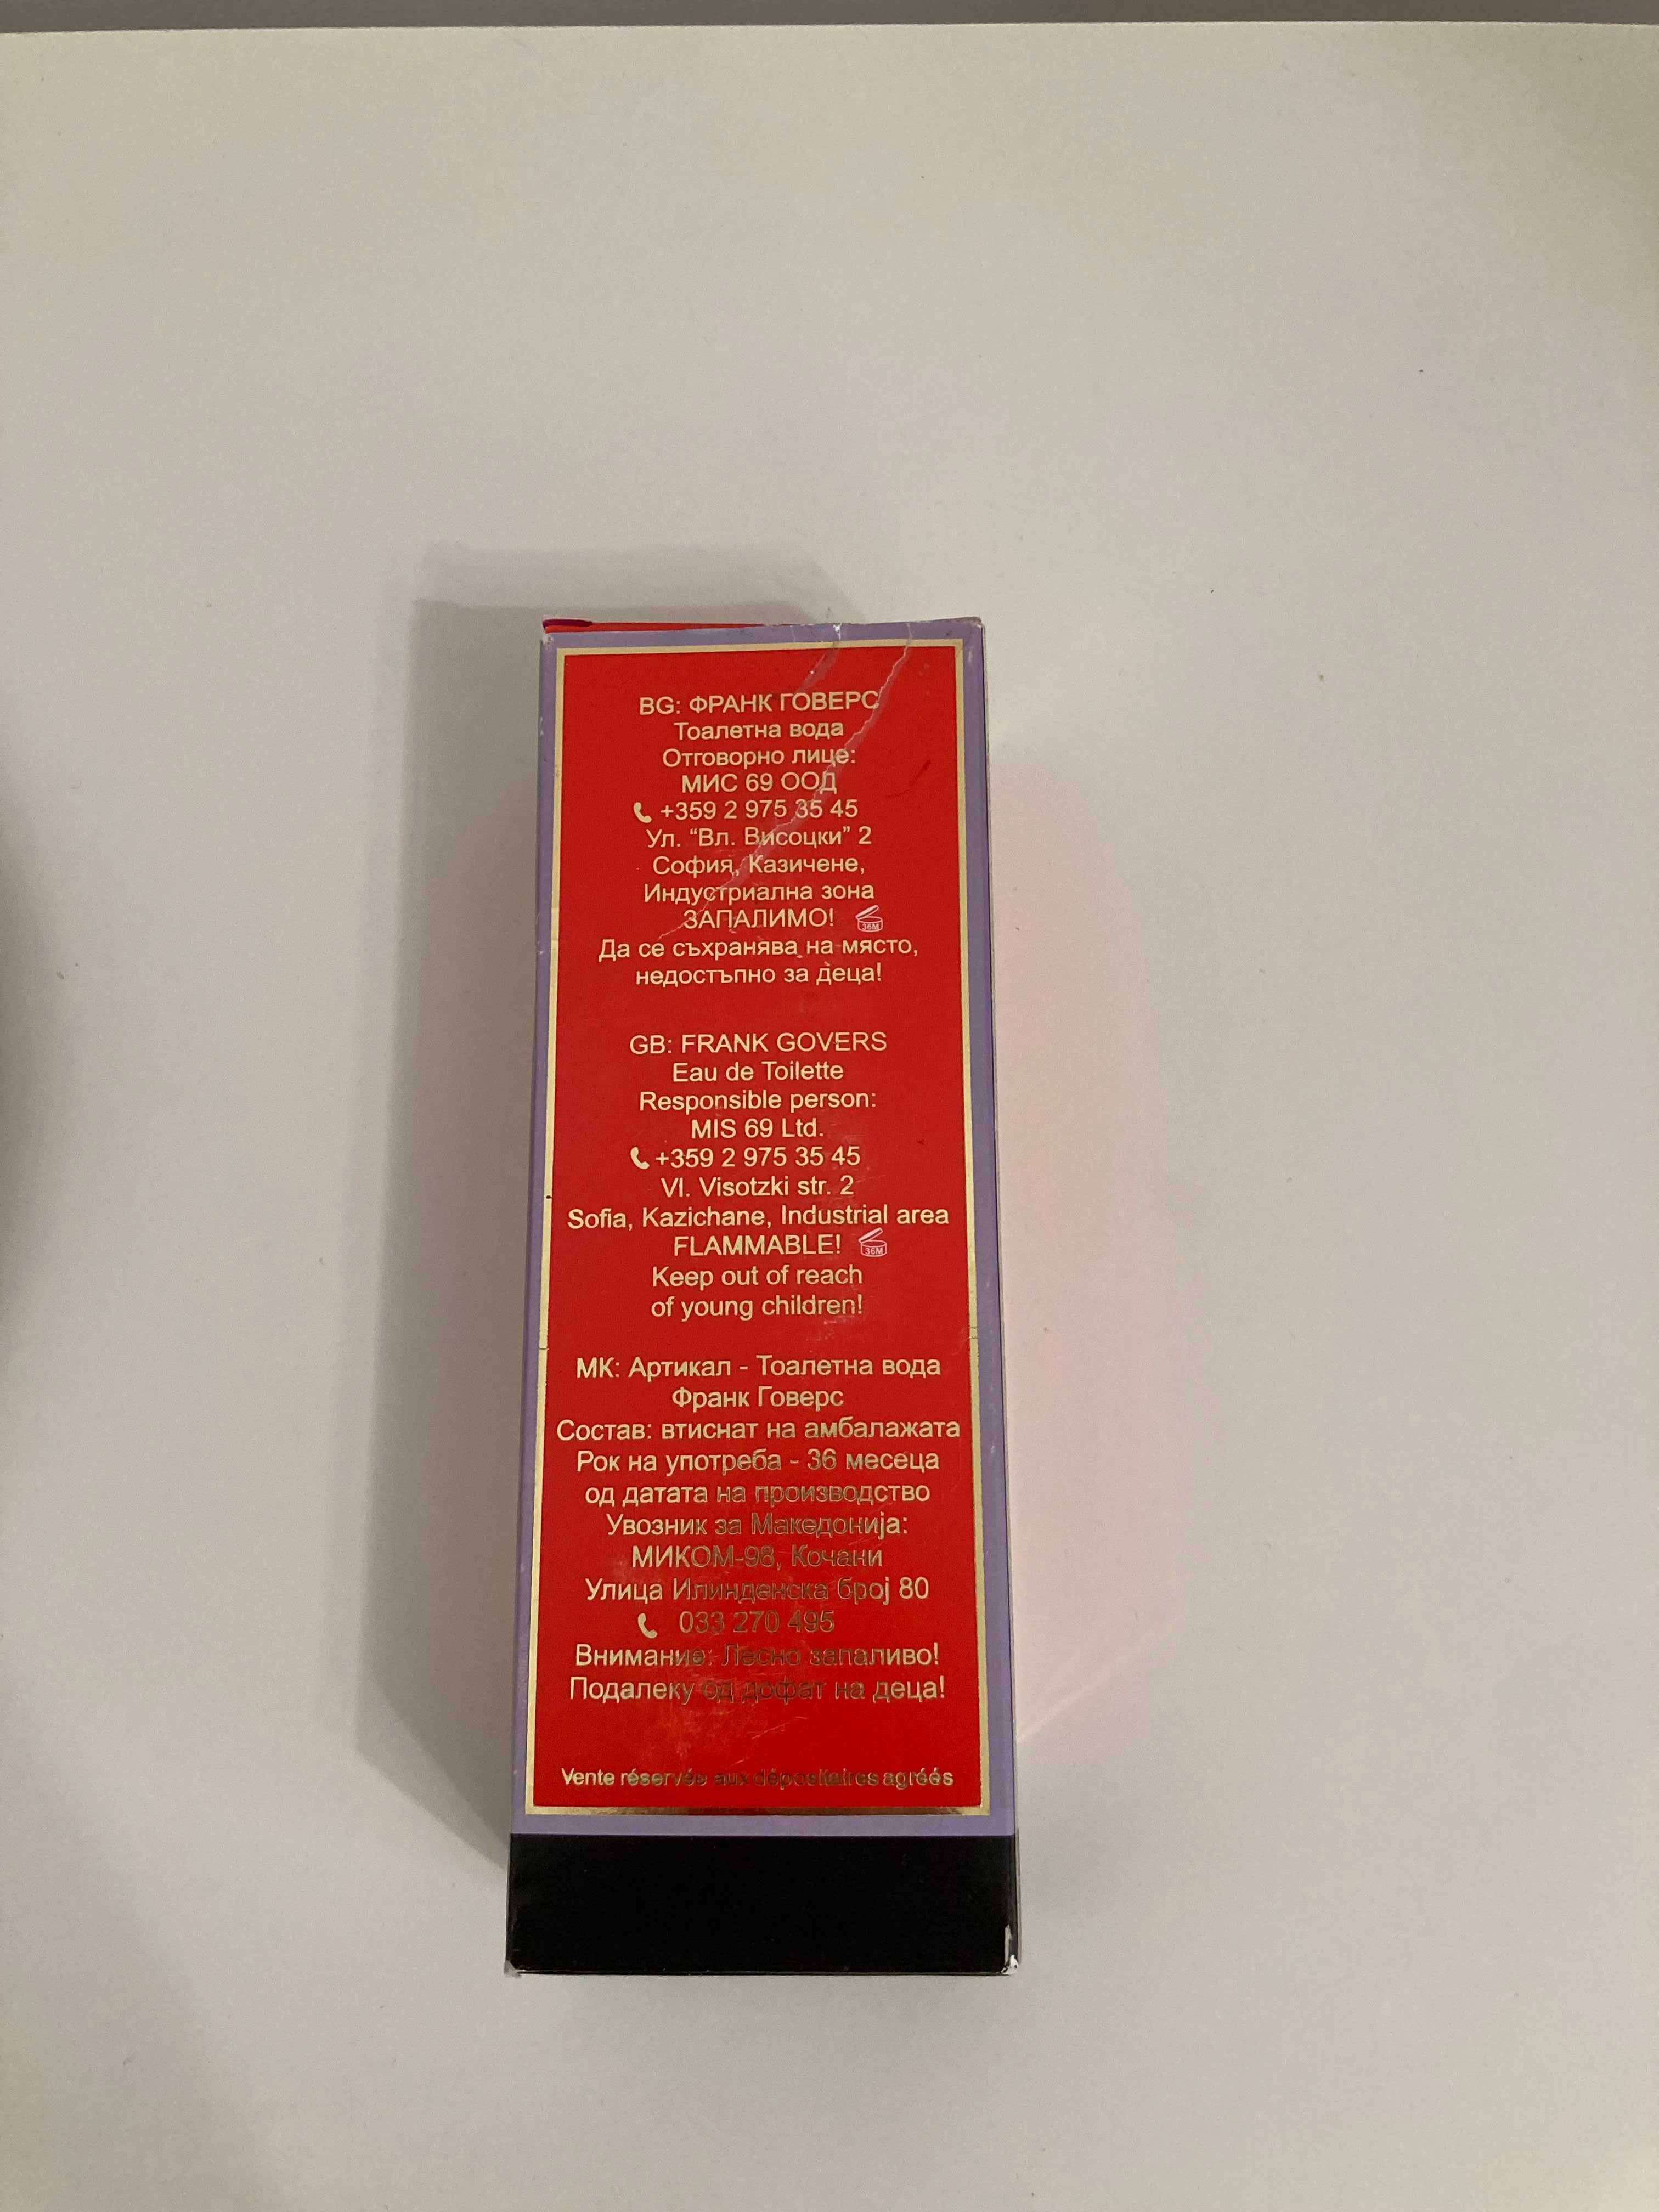 BG: ФРАНК ГОВЕРС
Тоалетна вода
Отговорно лице:
МИС 69 ООД
+359 2 975 35 45
Ул. “Вл. Висоцки” 2
София, Казичене,
Индустриална зона
ЗАПАЛИМО! 36M
Да се съхранява на място,
недостъпно за деца!
GB: FRANK GOVERS
Eau de Toilette
Responsible person:
MIS 69 Ltd.
+359 2 975 35 45
Vl. Visotzki str. 2
Sofia, Kazichane, Industrial area
FLAMMABLE! 36M
Keep out of reach
of young children!
МК: Артикал - Тоалетна вода
Франк Говерс
Состав: втиснат на амбалажата
Рок на употреба - 36 месеца
од датата на производство
Увозник за Македонија:
МИКОМ-98, Кочани
Улица Илинденска број 80
033 270 495
Внимание: Лесно запаливо!
Подалеку од дофат на деца!
Vente réservée aux dépositaires agréés